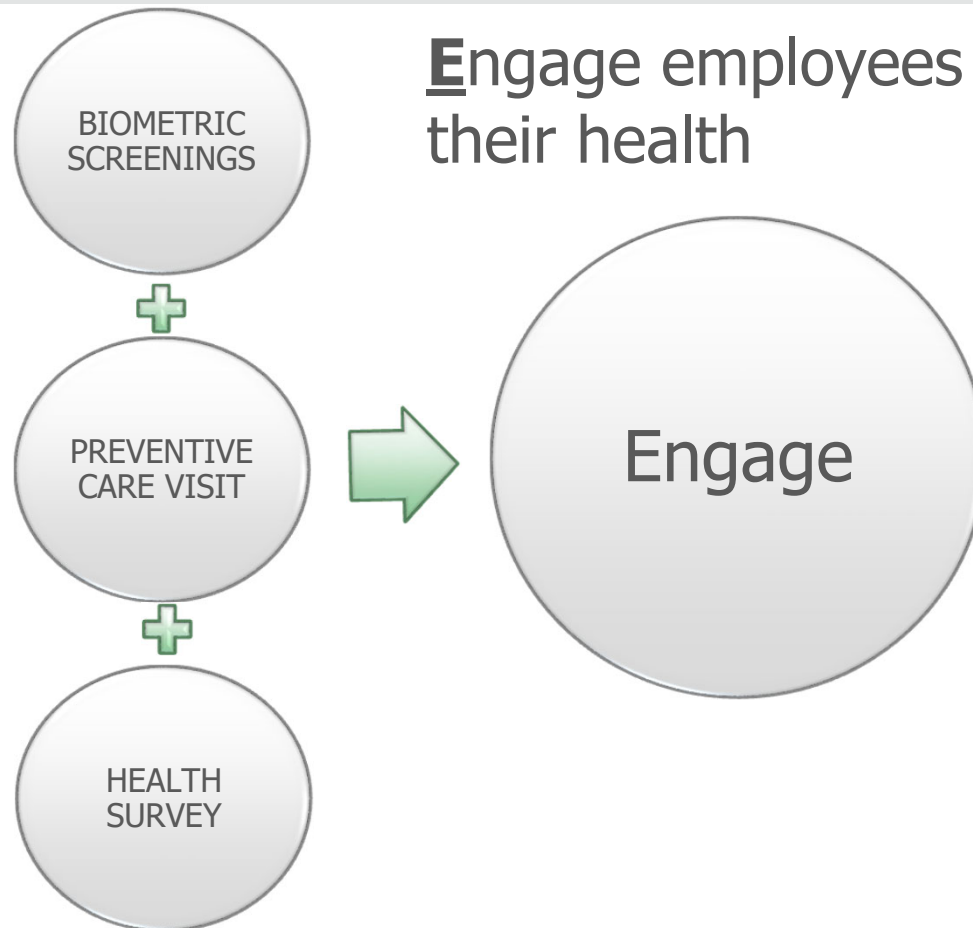 Engage employees
their health
BIOMETRIC
SCREENINGS
PREVENTIVE
CARE VISIT
Engage
HEALTH
SURVEY